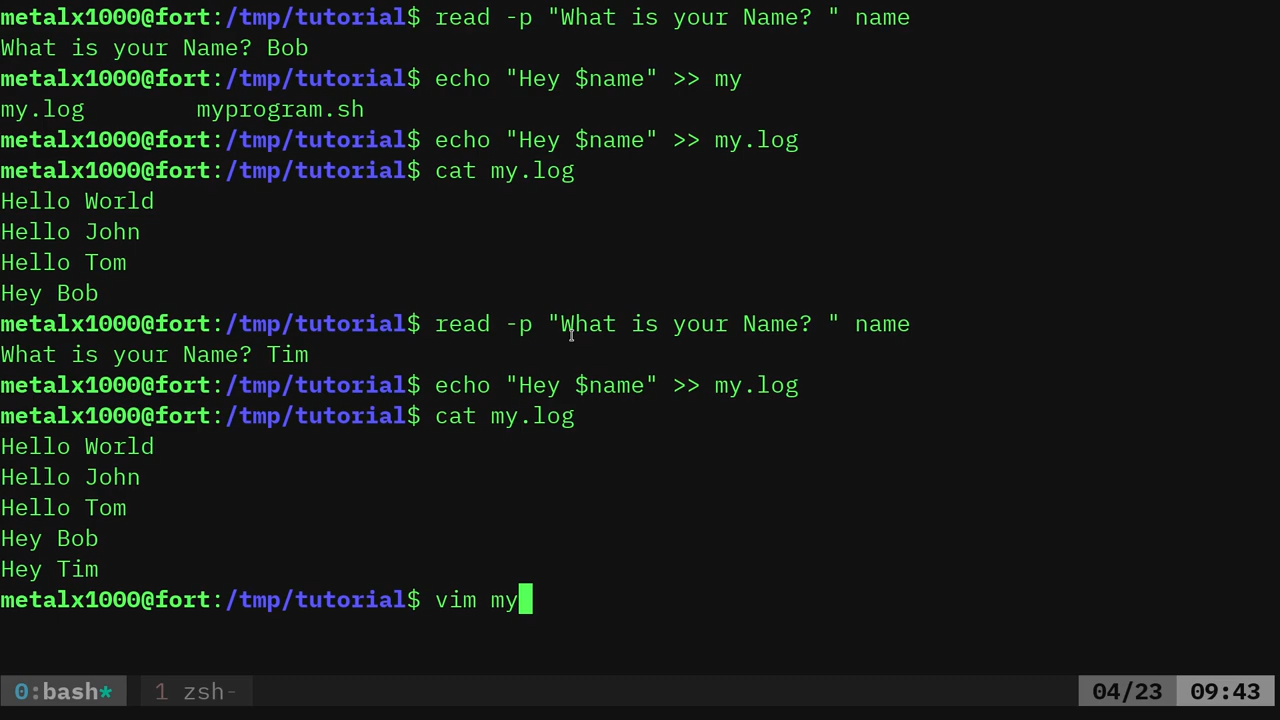 metalx1000@fort:/tmp/tutorial$ read -p "What is your Name? " name
What is your Name? Bob
metalx1000@fort:/tmp/tutorial$ echo "Hey $name" >> my
my.log        myprogram.sh
metalx1000@fort:/tmp/tutorial$ echo "Hey $name" >> my.log
metalx1000@fort:/tmp/tutorial$ cat my.log
Hello World
Hello John
Hello Tom
Hey Bob
metalx1000@fort:/tmp/tutorial$ read -p "What is your Name? " name
What is your Name? Tim
metalx1000@fort:/tmp/tutorial$ echo "Hey $name" >> my.log
metalx1000@fort:/tmp/tutorial$ cat my.log
Hello World
Hello John
Hello Tom
Hey Bob
Hey Tim
metalx1000@fort:/tmp/tutorial$ vim my
0:bash* 1 zsh- 04/23 09:43